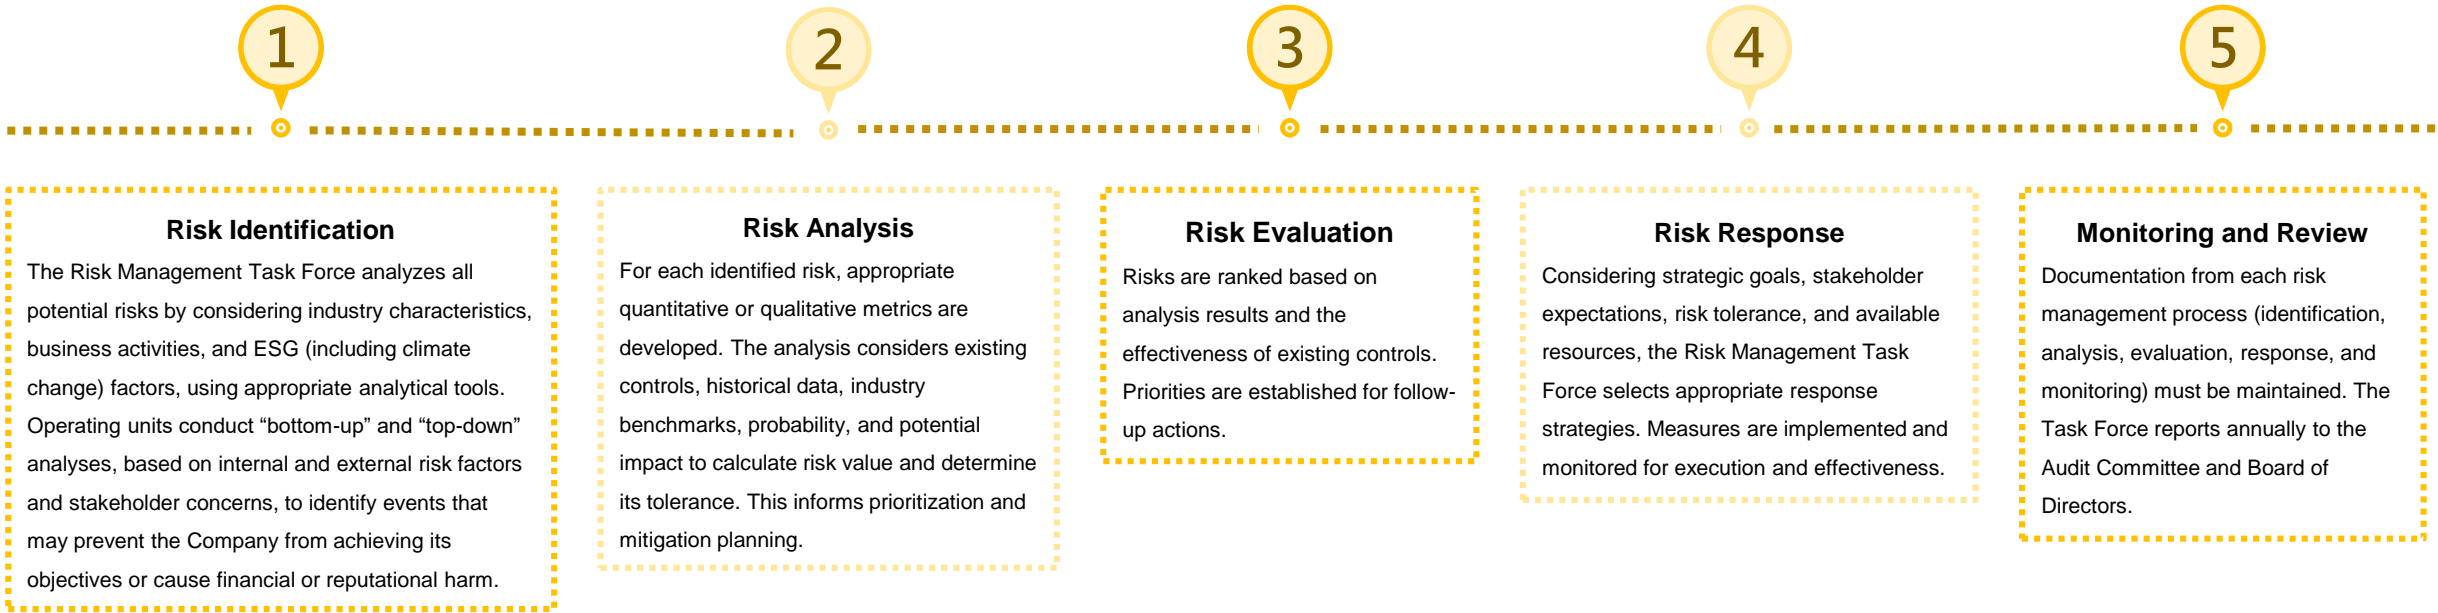 1
2
3
4
5
Risk Identification
The Risk Management Task Force analyzes all
potential risks by considering industry characteristics,
business activities, and ESG (including climate
change) factors, using appropriate analytical tools.
Operating units conduct “bottom-up” and “top-down”
analyses, based on internal and external risk factors
and stakeholder concerns, to identify events that
may prevent the Company from achieving its
objectives or cause financial or reputational harm.
Risk Analysis
For each identified risk, appropriate
quantitative or qualitative metrics are
developed. The analysis considers existing
controls, historical data, industry
benchmarks, probability, and potential
impact to calculate risk value and determine
its tolerance. This informs prioritization and
mitigation planning.
Risk Evaluation
Risks are ranked based on
analysis results and the
effectiveness of existing controls.
Priorities are established for follow-
up actions.
Risk Response
Considering strategic goals, stakeholder
expectations, risk tolerance, and available
resources, the Risk Management Task
Force selects appropriate response
strategies. Measures are implemented and
monitored for execution and effectiveness.
Monitoring and Review
Documentation from each risk
management process (identification,
analysis, evaluation, response, and
monitoring) must be maintained. The
Task Force reports annually to the
Audit Committee and Board of
Directors.